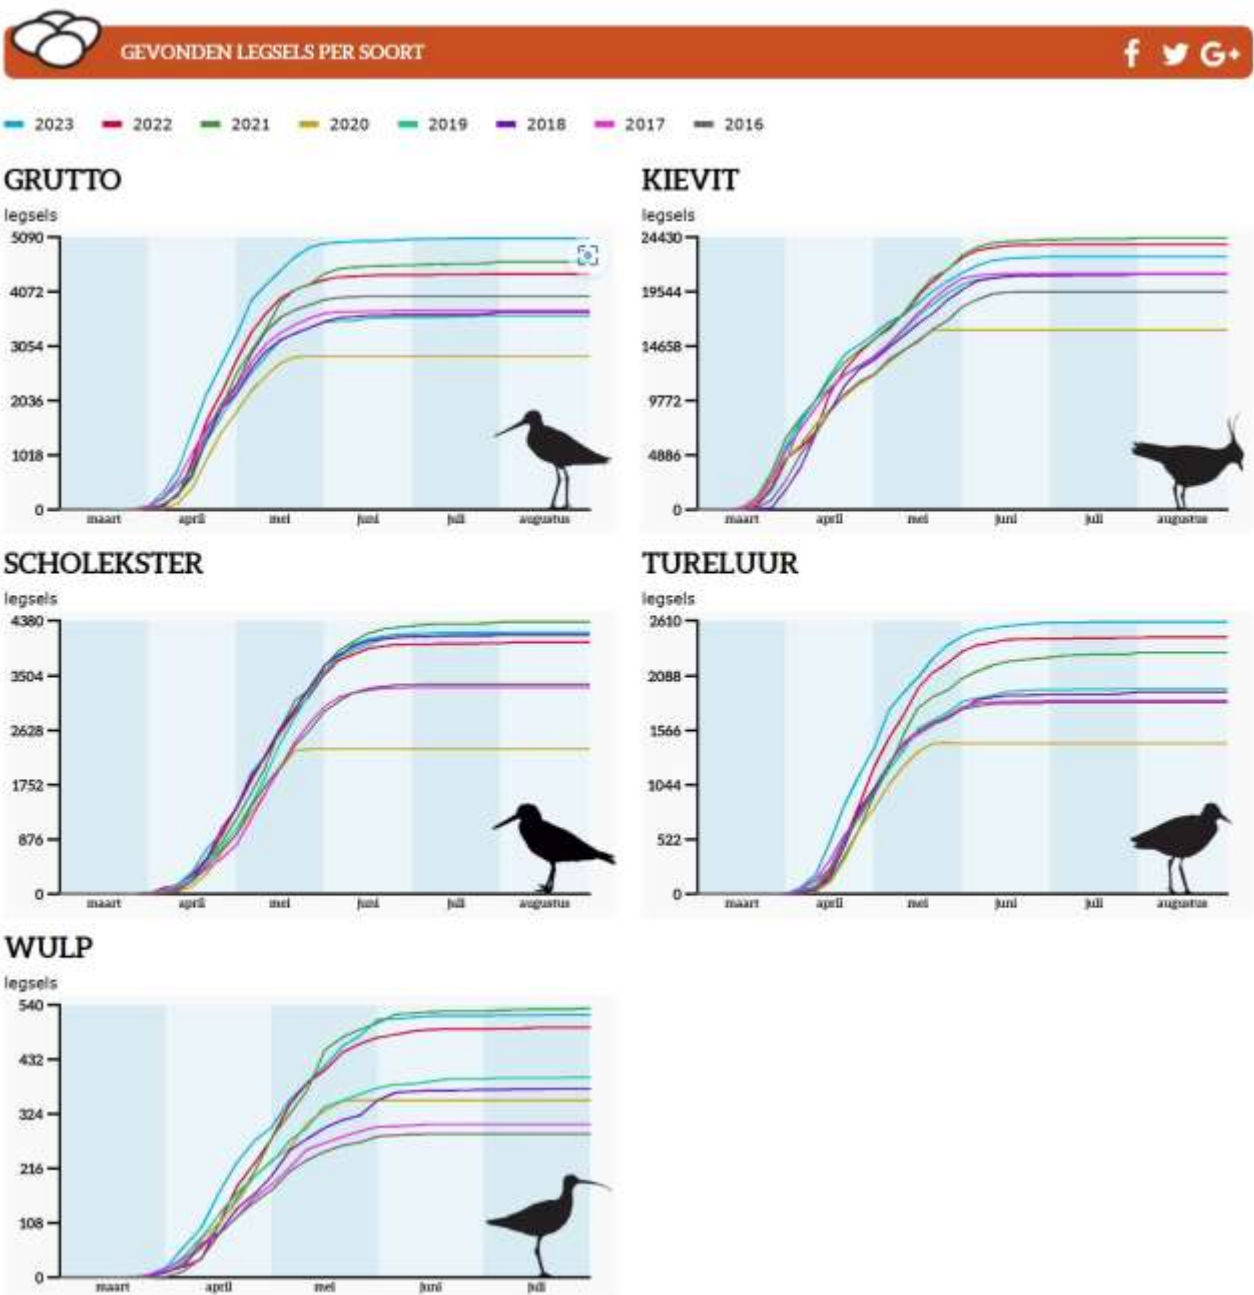 GEVONDEN LEGSELS PER SOORT
f G+
2023 2022 2021 2020 2019 2018 2017 2016
GRUTTO
legsels
5090
4072
3054
2036
1018
0
maart april mei juni juli augustus
KIEVIT
legsels
24430
19544
14658
9772
4886
0
maart april mei juni juli augustus
SCHOLEKSTER
legsels
4380
3504
2628
1752
876
0
maart april mei juni juli augustus
TURELUUR
legsels
2610
2088
1566
1044
522
0
maart april mei juni juli augustus
WULP
legsels
540
432
324
216
108
0
maart april mei juni juli